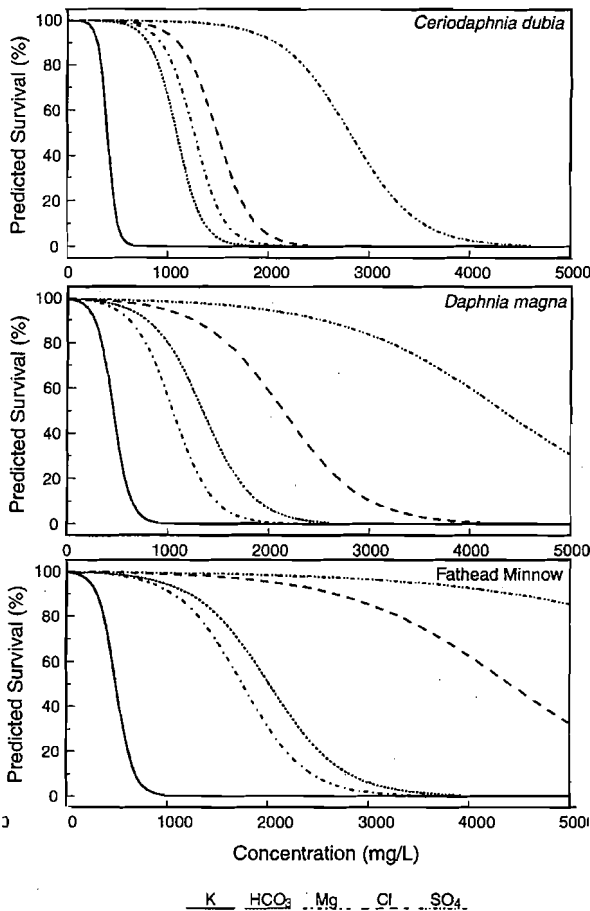 Ceriodaphnia dubia
Predicted Survival (%)
100
80
60
40
20
0
0 1000 2000 3000 4000 5000
Daphnia magna
Predicted Survival (%)
100
80
60
40
20
0
0 1000 2000 3000 4000 5000
Fathead Minnow
Predicted Survival (%)
100
80
60
40
20
0
0 1000 2000 3000 4000 500
Concentration (mg/L)
K HCO3 Mg Cl SO4